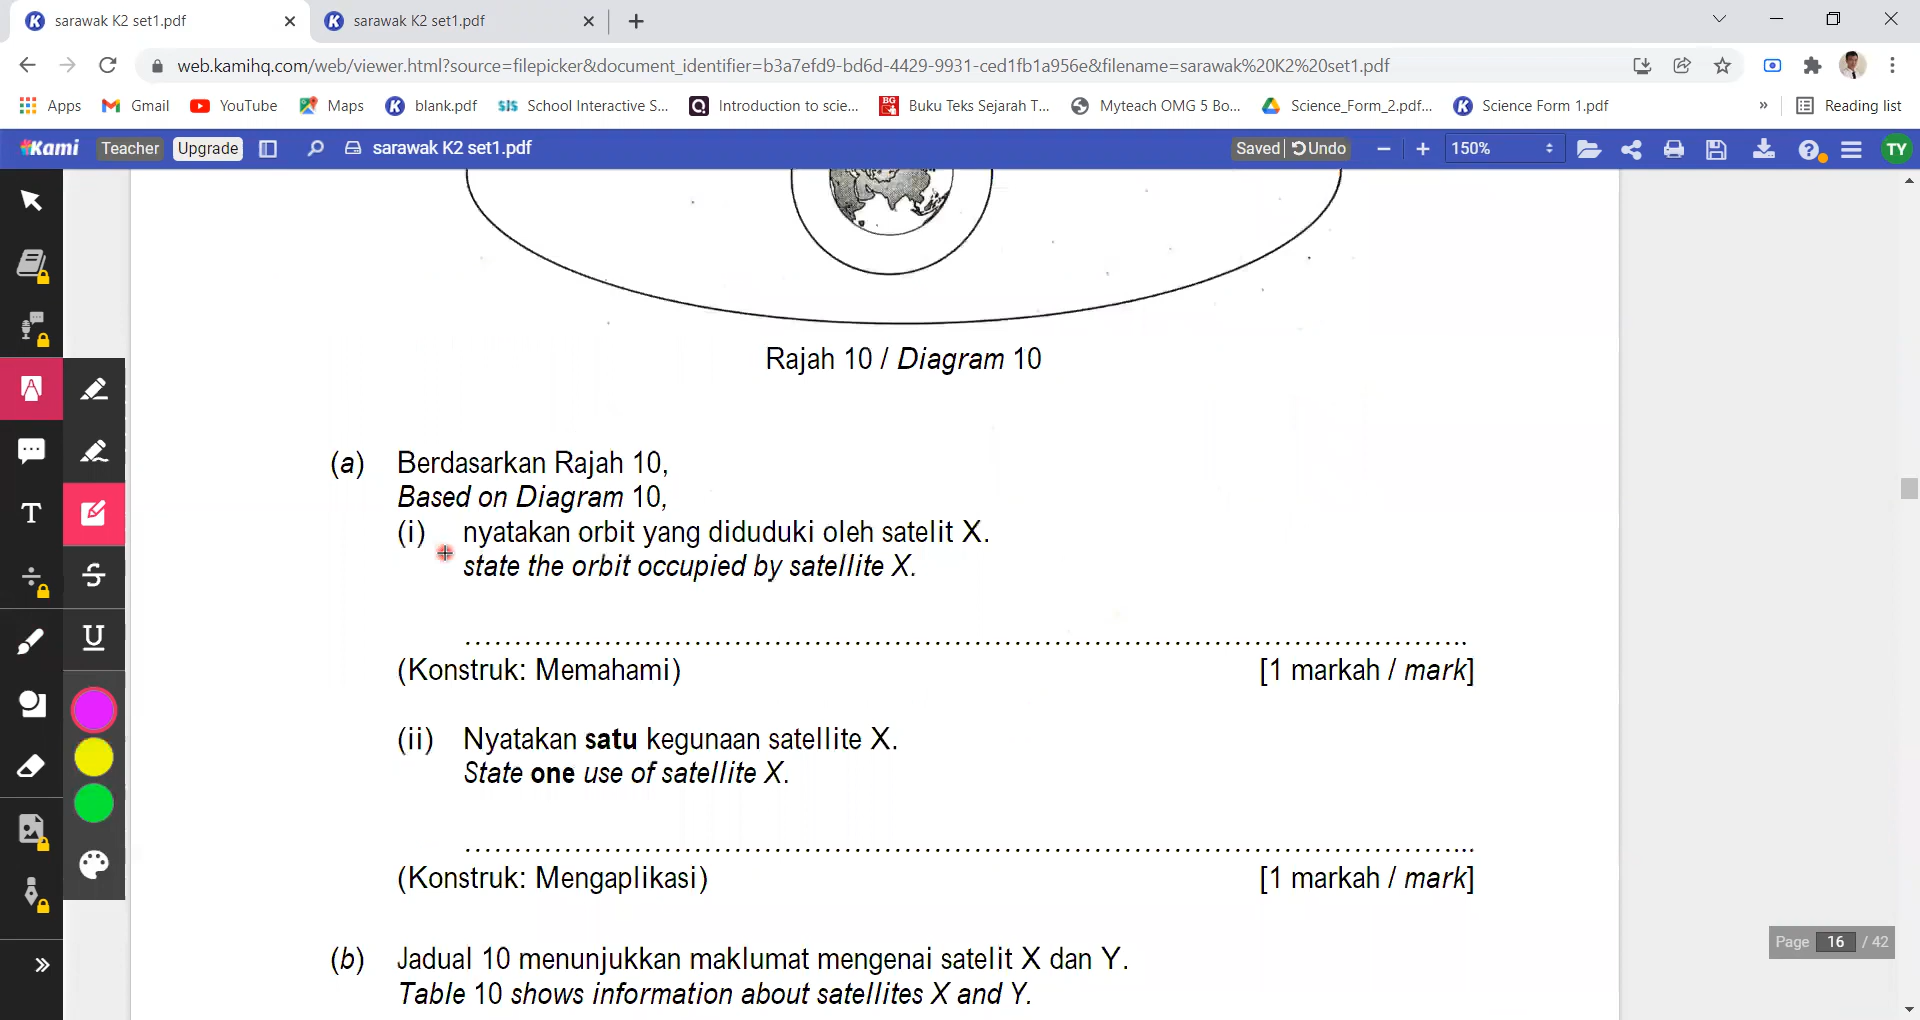 sarawak K2 set1.pdf
sarawak K2 set1.pdf
web.kamihq.com/web/viewer.html?source=filepicker&document_identifier=b3a7efd9-bd6d-4429-9931-ced1fb1a956e&filename=sarawak%20K2%20set1.pdf
Apps Gmail YouTube Maps blank.pdf SIS School Interactive S... Introduction to scie... BG Buku Teks Sejarah T... Myteach OMG 5 Bo... Science_Form_2.pdf... Science Form 1.pdf » Reading list
Kami Teacher Upgrade sarawak K2 set1.pdf Saved Undo 150% TY
Rajah 10 / Diagram 10
(a) Berdasarkan Rajah 10,
Based on Diagram 10,
(i) nyatakan orbit yang diduduki oleh satelit X.
state the orbit occupied by satellite X.
(Konstruk: Memahami) [1 markah / mark]
(ii) Nyatakan satu kegunaan satellite X.
State one use of satellite X.
(Konstruk: Mengaplikasi) [1 markah / mark]
Page 16 / 42
(b) Jadual 10 menunjukkan maklumat mengenai satelit X dan Y.
Table 10 shows information about satellites X and Y.